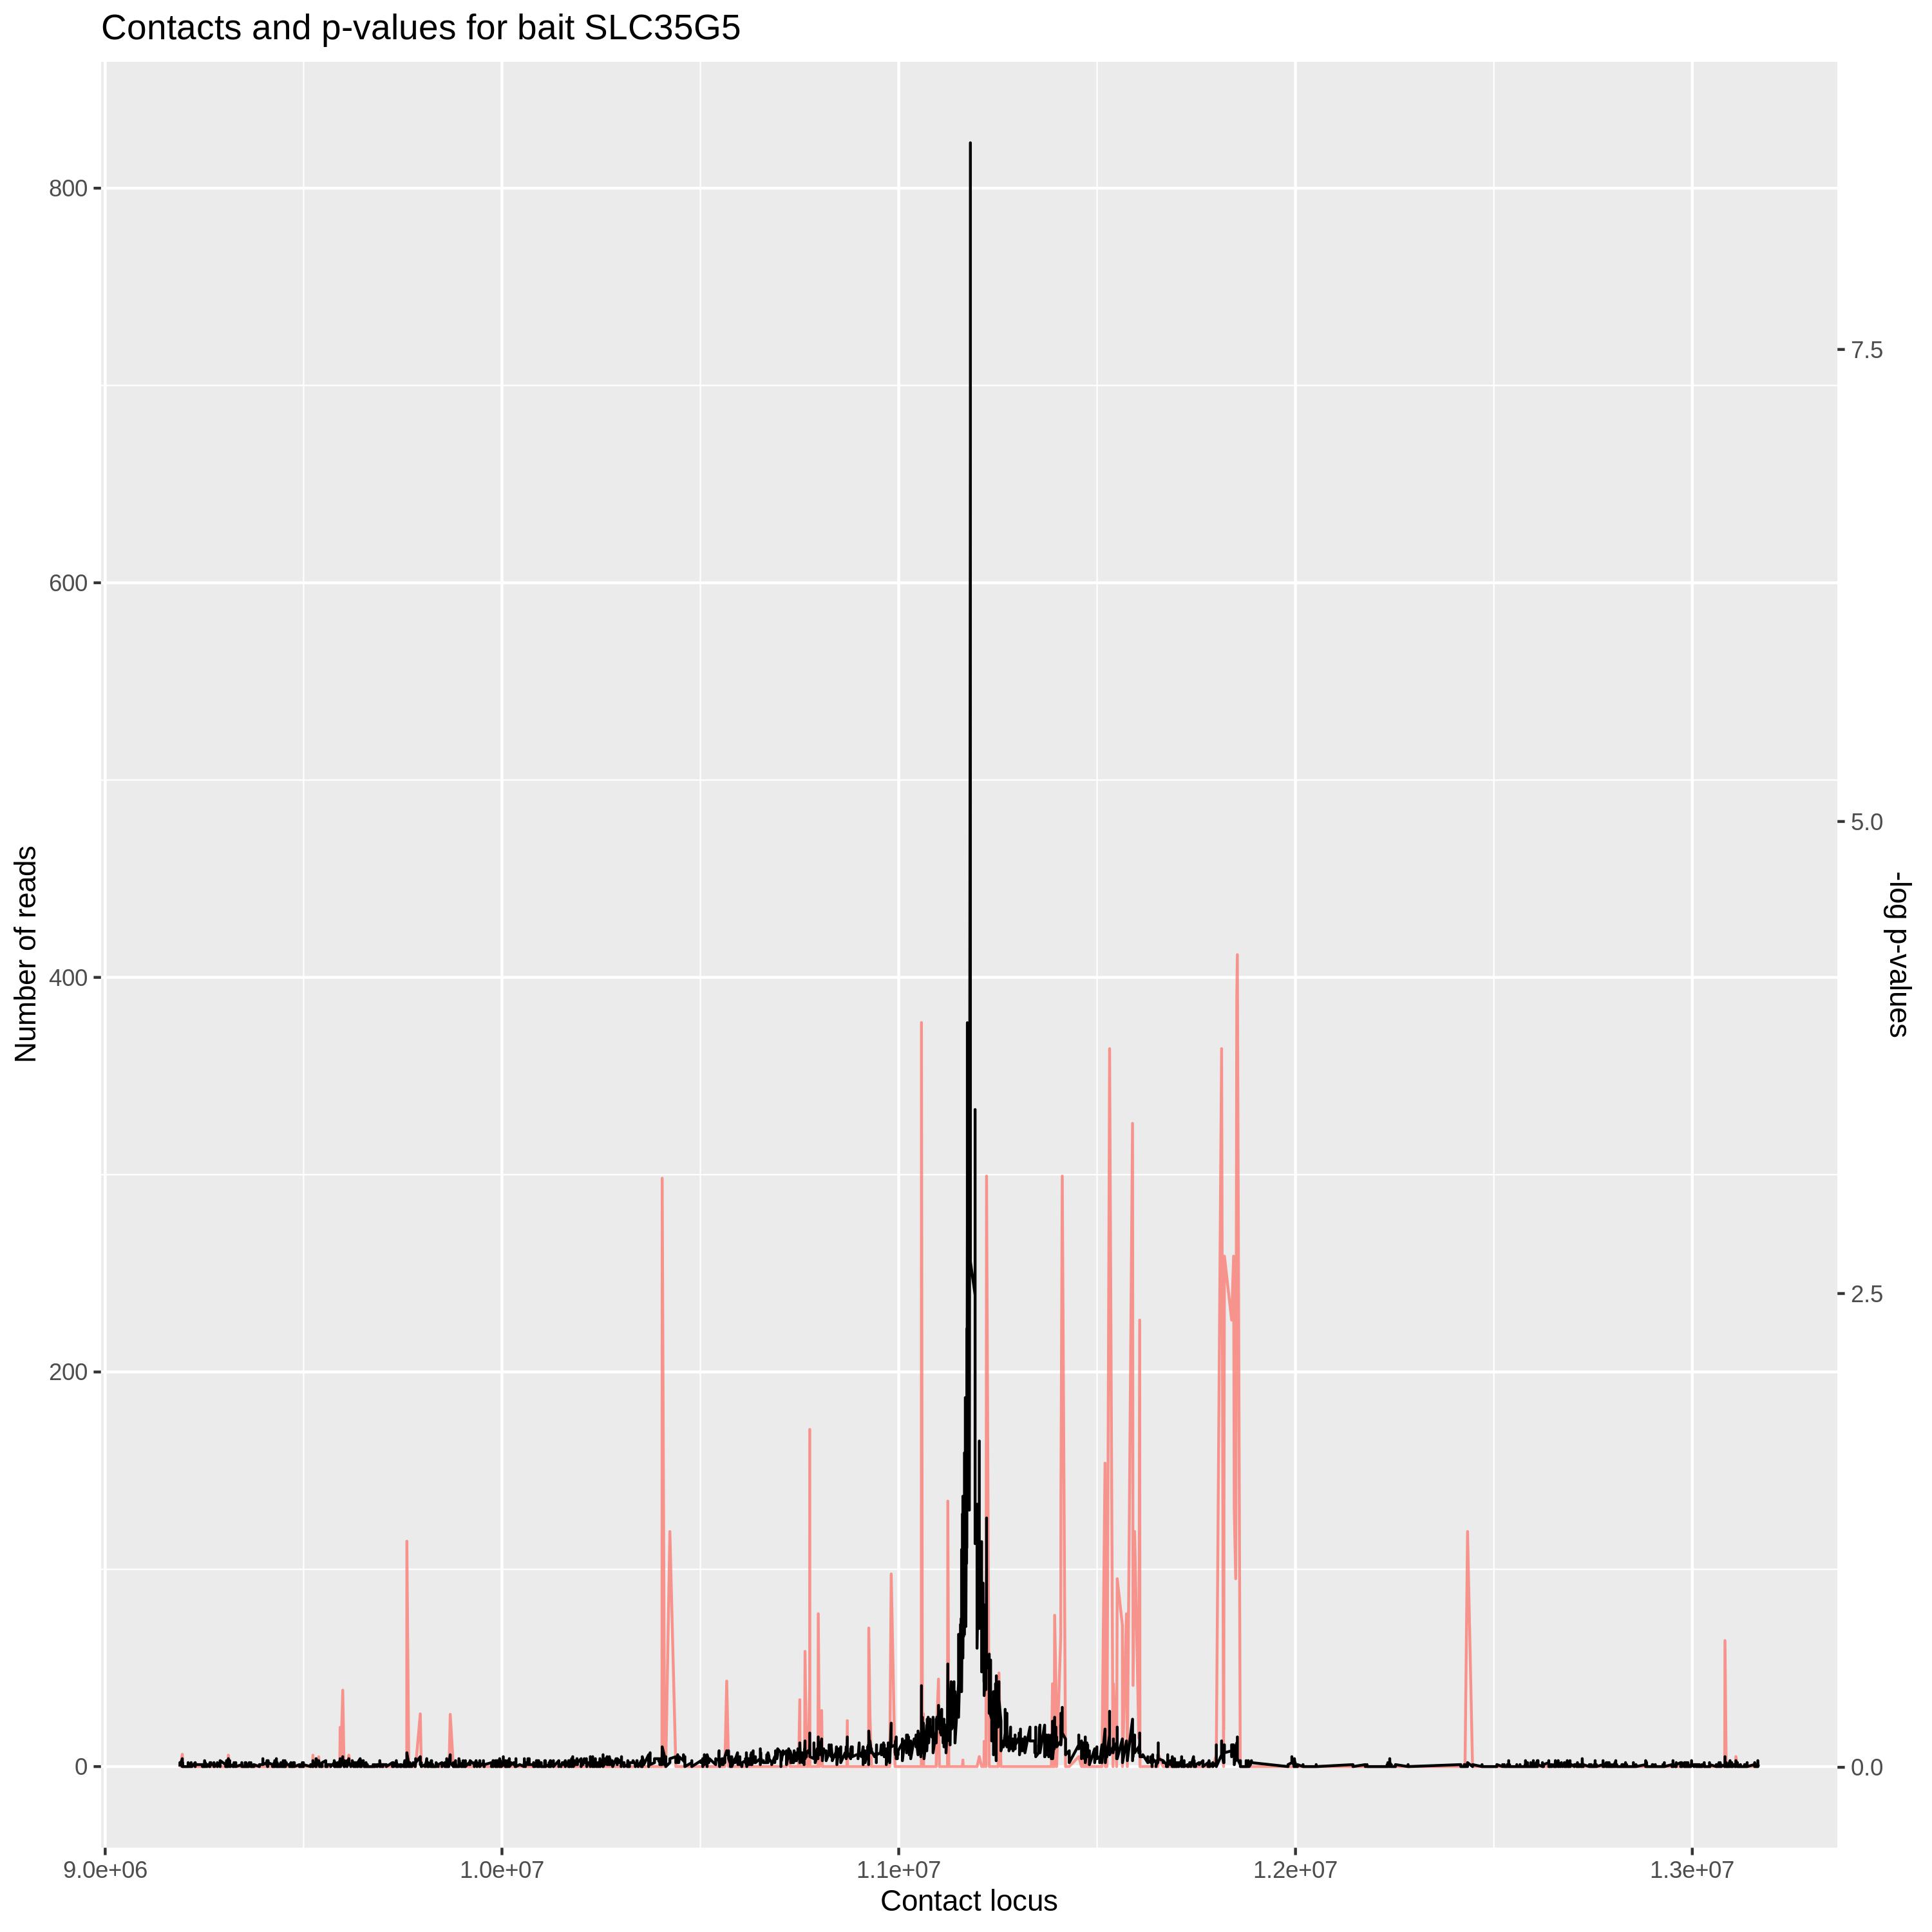 Contacts and p-values for bait SLC35G5
800
600
400
200
0
Number of reads
7.5
5.0
2.5
0.0
-log p-values
9.0e+06
1.0e+07
1.1e+07
1.2e+07
1.3e+07
Contact locus